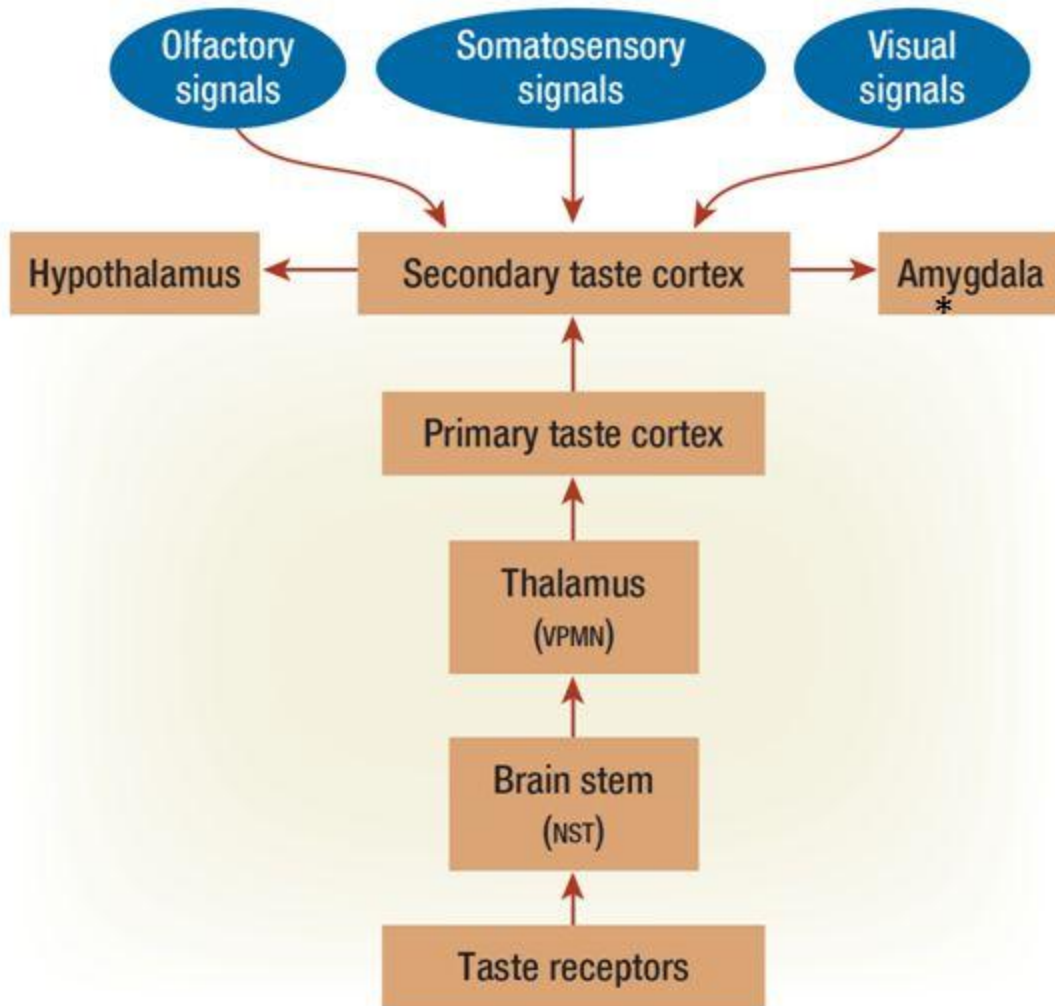 Olfactory
signals
Somatosensory
signals
Visual
signals
Hypothalamus
Secondary taste cortex
Amygdala
*
Primary taste cortex
Thalamus
(VPMN)
Brain stem
(NST)
Taste receptors